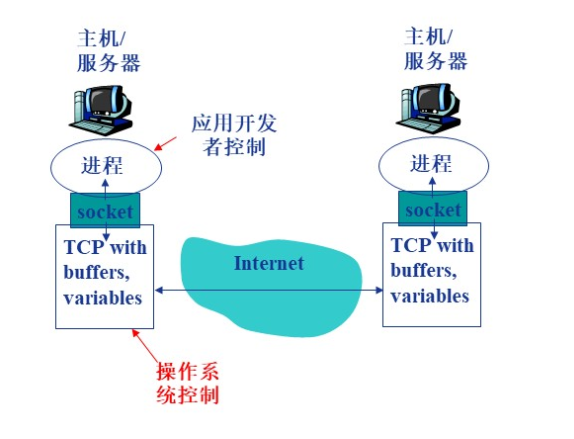 主机/
服务器
主机/
服务器
应用开发
者控制
进程
进程
socket
socket
TCP with
buffers,
variables
Internet
TCP with
buffers,
variables
操作系
统控制